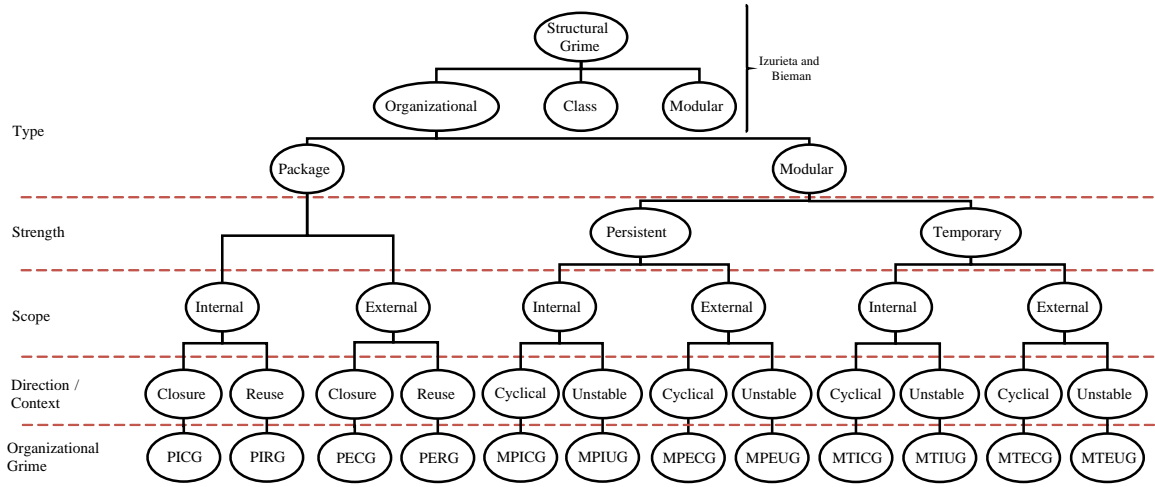 Structural
Grime
Izurieta and
Bieman
Organizational
Class
Modular
Type
Package
Modular
Strength
Persistent
Temporary
Scope
Internal
External
Internal
External
Internal
External
Direction /
Context
Closure
Reuse
Closure
Reuse
Cyclical
Unstable
Cyclical
Unstable
Cyclical
Unstable
Cyclical
Unstable
Organizational
Grime
PICG
PIRG
PECG
PERG
MPICG
MPIUG
MPECG
MPEUG
MTICG
MTIUG
MTECG
MTEUG